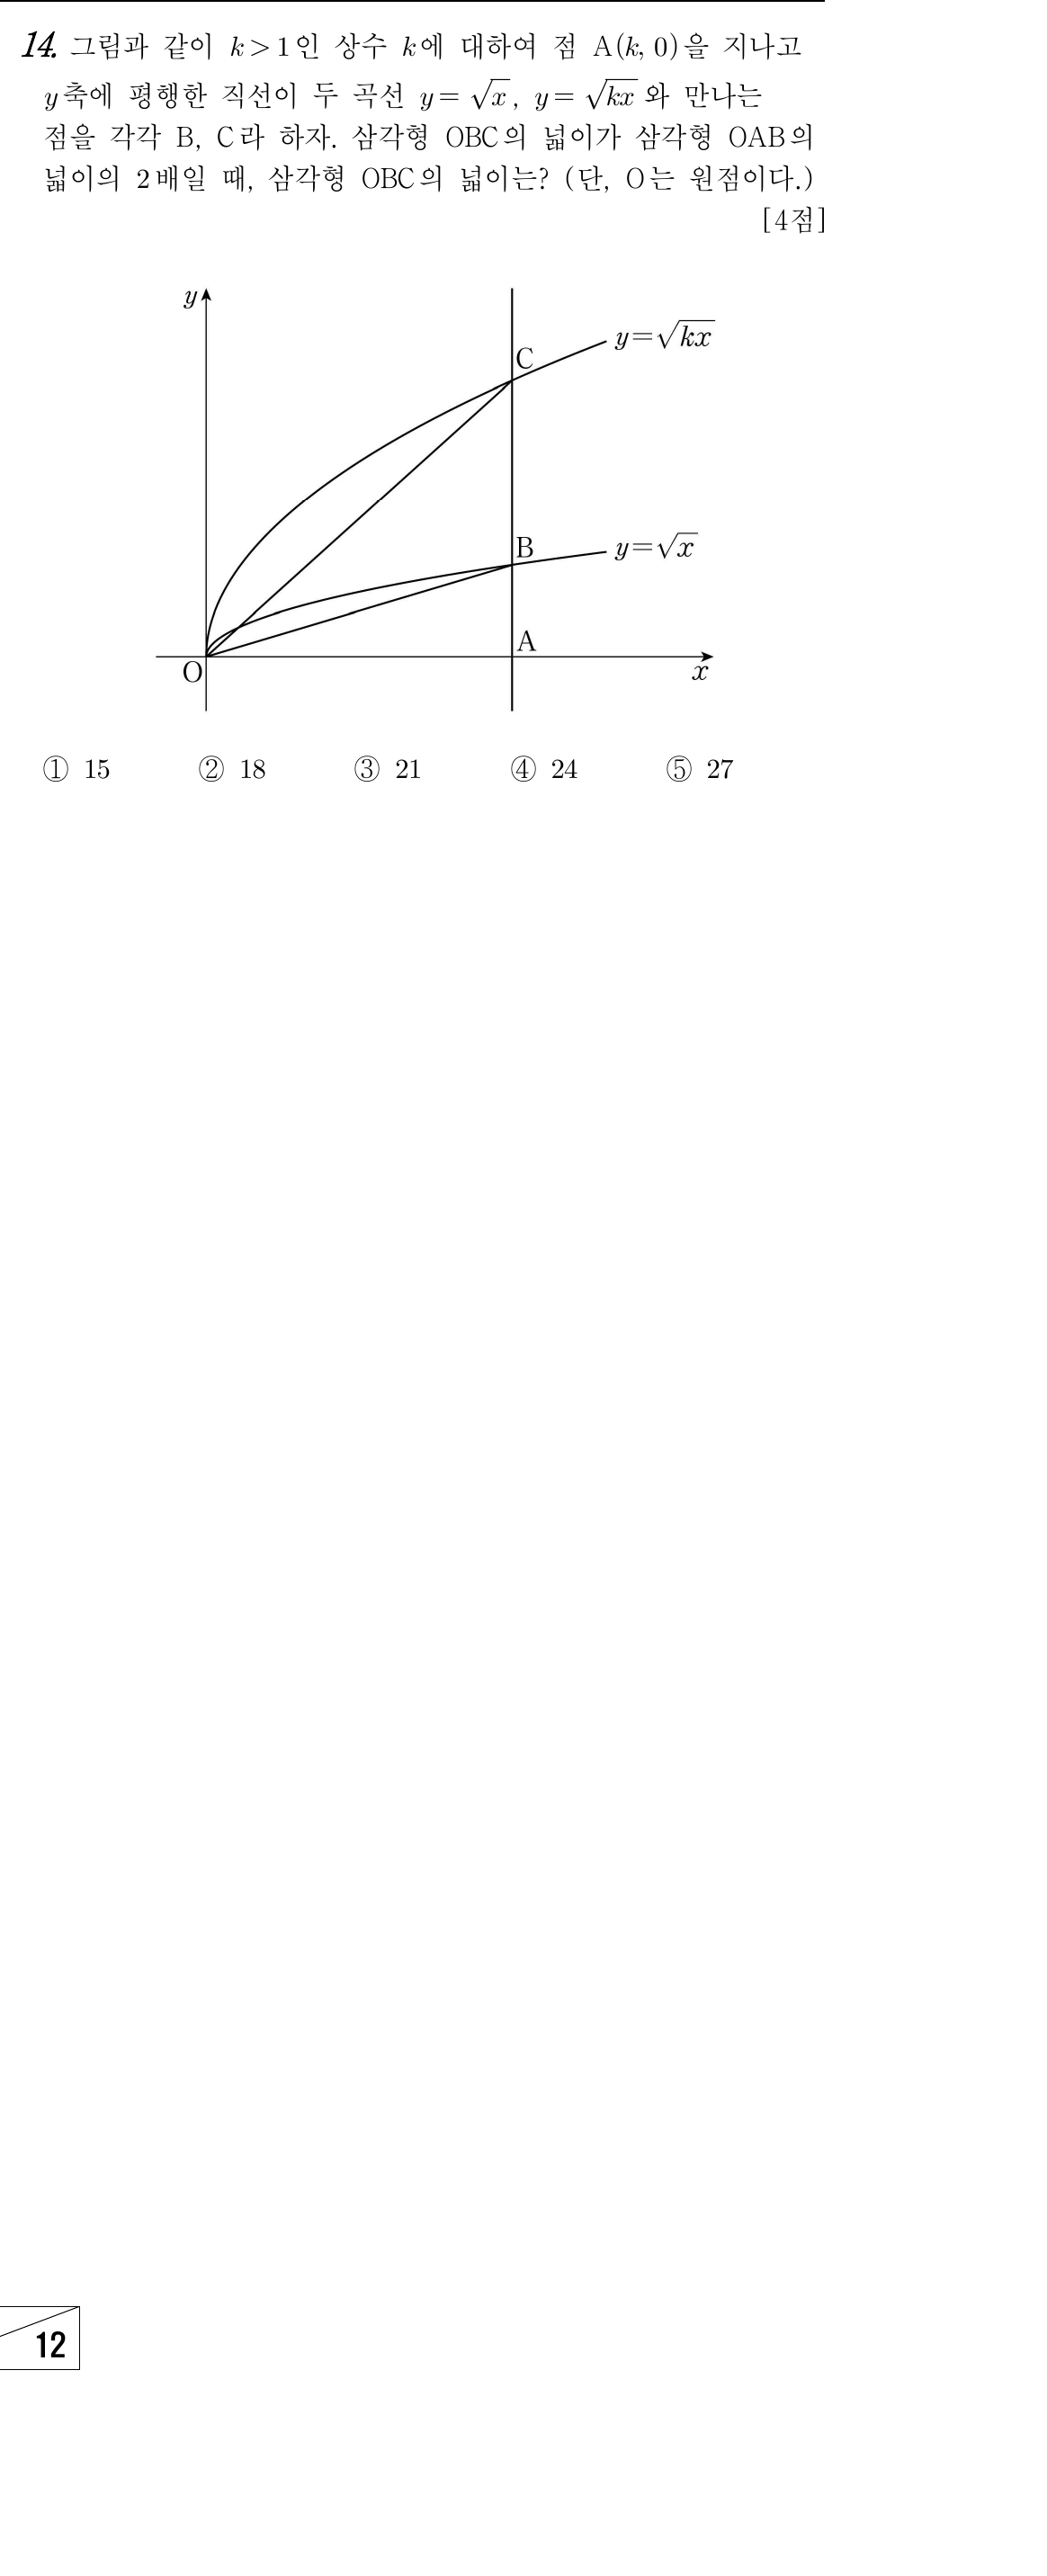 14. 그림과 같이 k>1인 상수 k에 대하여 점 A(k, 0)을 지나고
y축에 평행한 직선이 두 곡선 y=√x, y=√kx 와 만나는
점을 각각 B, C라 하자. 삼각형 OBC의 넓이가 삼각형 OAB의
넓이의 2배일 때, 삼각형 OBC의 넓이는? (단, O는 원점이다.)
[4점]
y
y=√kx
C
y=√x
B
A
O
x
① 15 ② 18 ③ 21 ④ 24 ⑤ 27
12